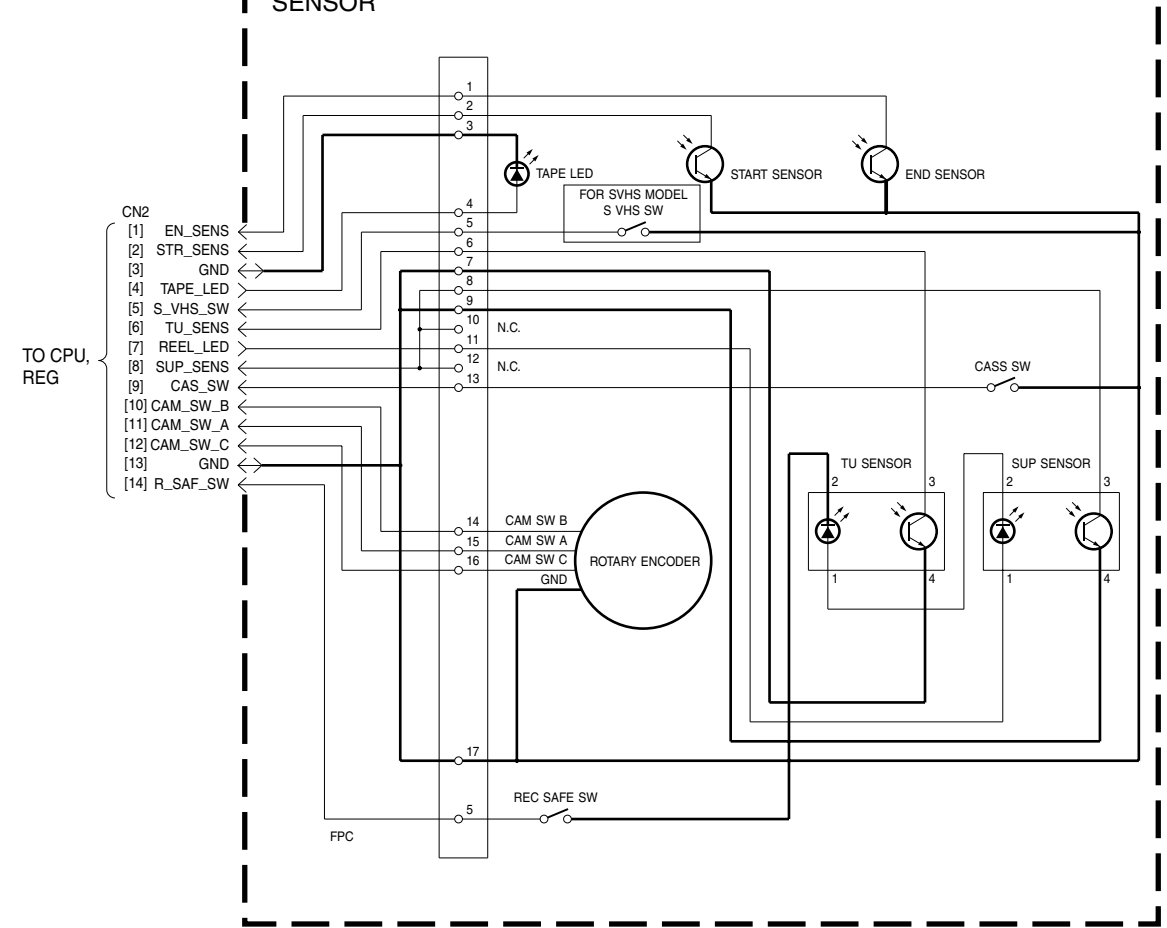 SENSOR
1
2
3
TAPE LED
START SENSOR
END SENSOR
FOR SVHS MODEL
S VHS SW
CN2
[1] EN_SENS
[2] STR_SENS
[3] GND
[4] TAPE_LED
[5] S_VHS_SW
[6] TU_SENS
[7] REEL_LED
[8] SUP_SENS
[9] CAS_SW
[10] CAM_SW_B
[11] CAM_SW_A
[12] CAM_SW_C
[13] GND
[14] R_SAF_SW
TO CPU,
REG
4
5
6
7
8
9
10 N.C.
11
12 N.C.
13
CASS SW
TU SENSOR
SUP SENSOR
2 3 2 3
1 4 1 4
14 CAM SW B
15 CAM SW A
16 CAM SW C
GND
ROTARY ENCODER
17
5
REC SAFE SW
FPC